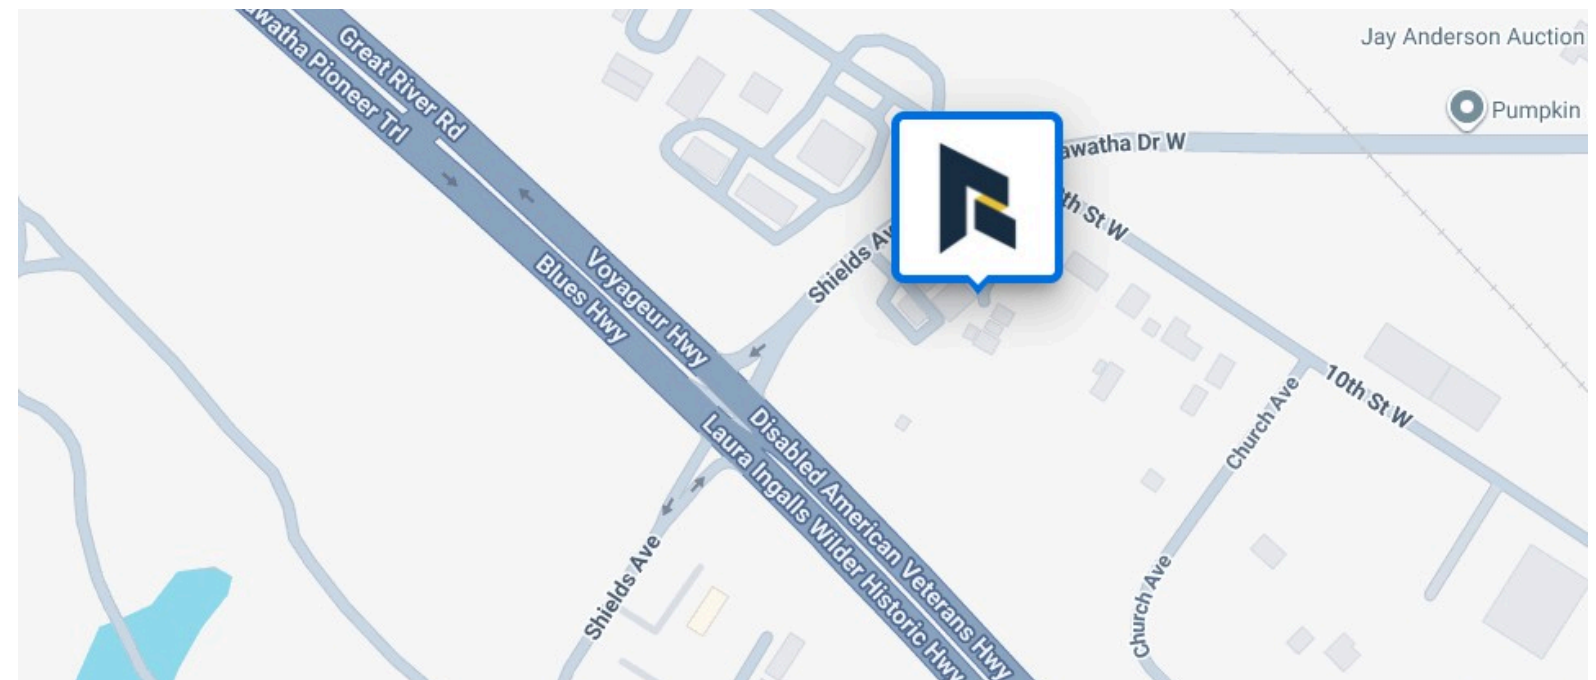 Jay Anderson Auction
Great River Rd
watha Pioneer Trl
Pumpkin
awatha Dr W
th St W
Shields Av
Voyageur Hwy
Blues Hwy
10th St W
Church Ave
Disabled American Veterans Hwy
Laura Ingalls Wilder Historic Hwy
Shields Ave
Church Ave